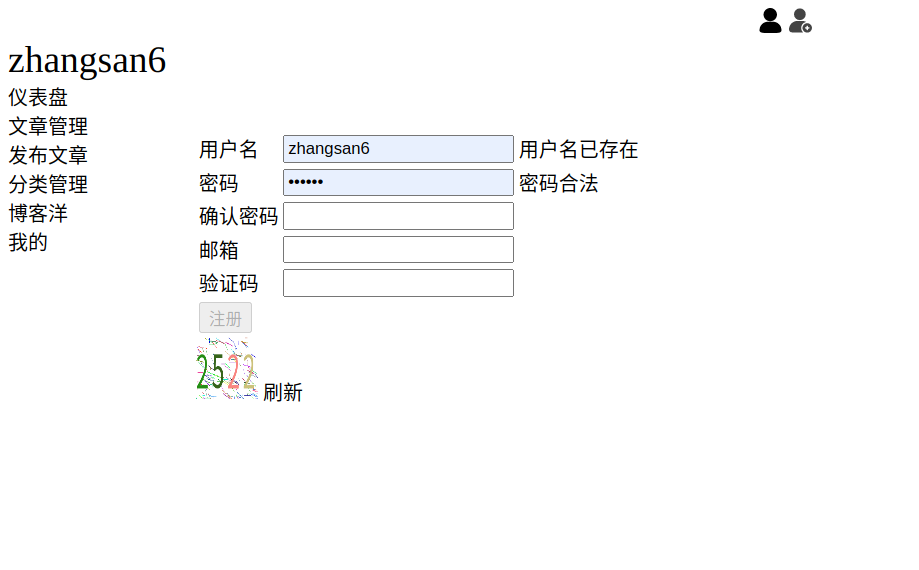 zhangsan6
仪表盘
文章管理
发布文章
分类管理
博客洋
我的
用户名 zhangsan6 用户名已存在
密码 •••••• 密码合法
确认密码
邮箱
验证码
注册
2522 刷新